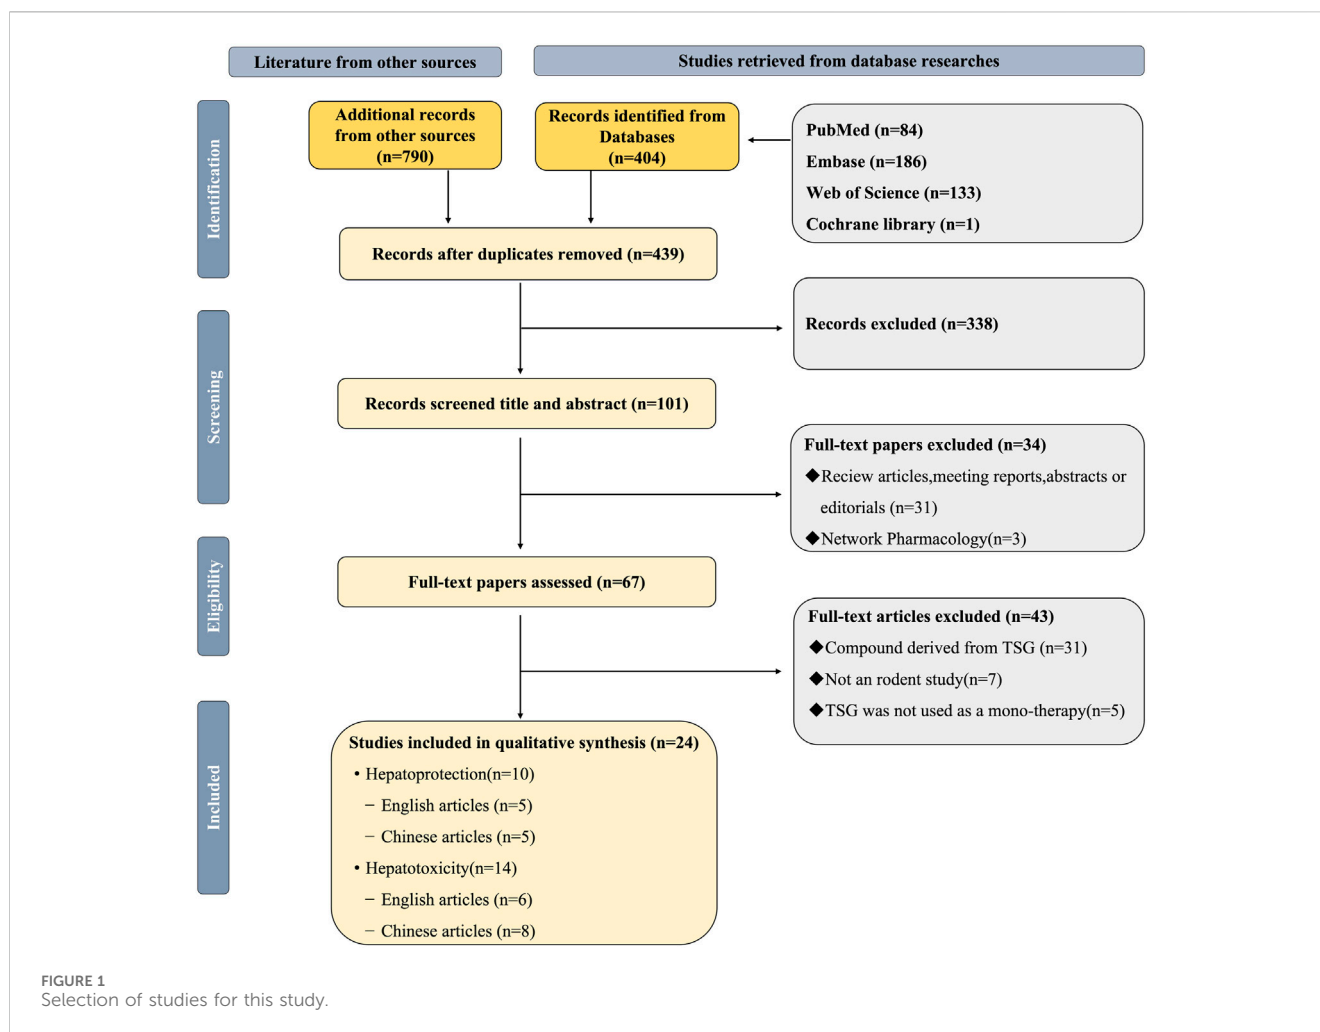 Literature from other sources
Studies retrieved from database researches
Identification
Additional records
from other sources
(n=790)
Records identified from
Databases
(n=404)
PubMed (n=84)
Embase (n=186)
Web of Science (n=133)
Cochrane library (n=1)
Records after duplicates removed (n=439)
Screening
Records excluded (n=338)
Records screened title and abstract (n=101)
Full-text papers excluded (n=34)
◆Reciew articles,meeting reports,abstracts or
editorials (n=31)
◆Network Pharmacology(n=3)
Eligibility
Full-text papers assessed (n=67)
Full-text articles excluded (n=43)
◆Compound derived from TSG (n=31)
◆Not an rodent study(n=7)
◆TSG was not used as a mono-therapy(n=5)
Included
Studies included in qualitative synthesis (n=24)
• Hepatoprotection(n=10)
– English articles (n=5)
– Chinese articles (n=5)
• Hepatotoxicity(n=14)
– English articles (n=6)
– Chinese articles (n=8)
FIGURE 1
Selection of studies for this study.